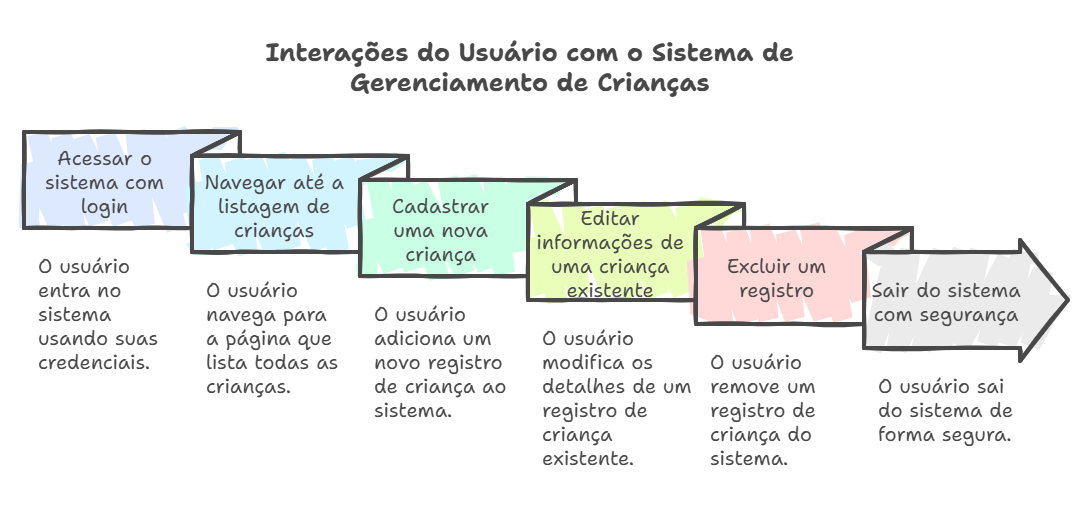 Interações do Usuário com o Sistema de
Gerenciamento de Crianças
Acessar o
sistema com
login
O usuário
entra no
sistema
usando suas
credenciais.
Navegar até a
listagem de
crianças
O usuário
navega para
a página que
lista todas as
crianças.
Cadastrar
uma nova
criança
O usuário
adiciona um
novo registro
de criança ao
sistema.
Editar
informações de
uma criança
existente
O usuário
modifica os
detalhes de um
registro de
criança
existente.
Excluir um
registro
O usuário
remove um
registro de
criança do
sistema.
Sair do sistema
com segurança
O usuário sai
do sistema de
forma segura.